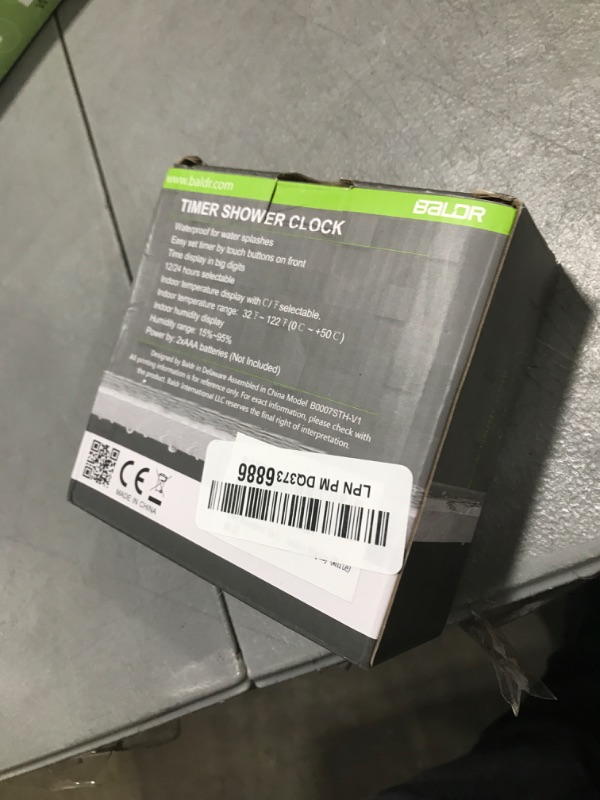 www.baldr.com
BALDR
TIMER SHOWER CLOCK
Waterproof for water splashes
Easy set timer by touch buttons on front
Time display in big digits
12/24 hours selectable
Indoor temperature display with ℃/℉ selectable.
Indoor temperature range: 32℉~122℉(0℃~+50℃)
Indoor humidity display
Humidity range: 15%~95%
Power by: 2xAAA batteries (Not Included)
Designed by Baldr in Delaware Assembled in China Model B0007STH-V1
All printing information is for reference only. For exact information, please check with
the product. Baldr International LLC reserves the final right of interpretation.
CE
MADE IN CHINA
LPN PM DQ3736886